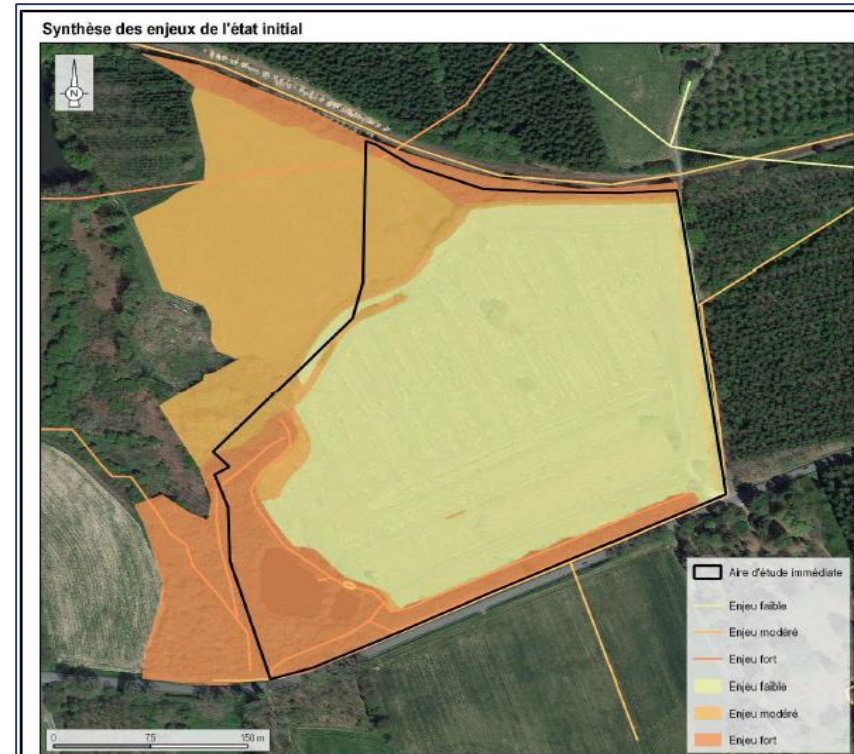 Synthèse des enjeux de l'état initial
N
Aire d'étude immédiate
Enjeu faible
Enjeu modéré
Enjeu fort
Enjeu faible
Enjeu modéré
Enjeu fort
0 75 150 m